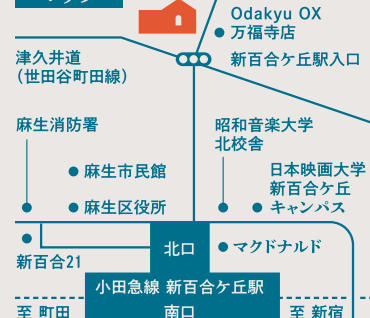 Odakyu OX
万福寺店
新百合ケ丘駅入口
津久井道
（世田谷町田線）
麻生消防署
昭和音楽大学
北校舎
麻生市民館
日本映画大学
新百合ケ丘
キャンパス
麻生区役所
北口
マクドナルド
新百合21
小田急線 新百合ケ丘駅
至 町田
南口
至 新宿